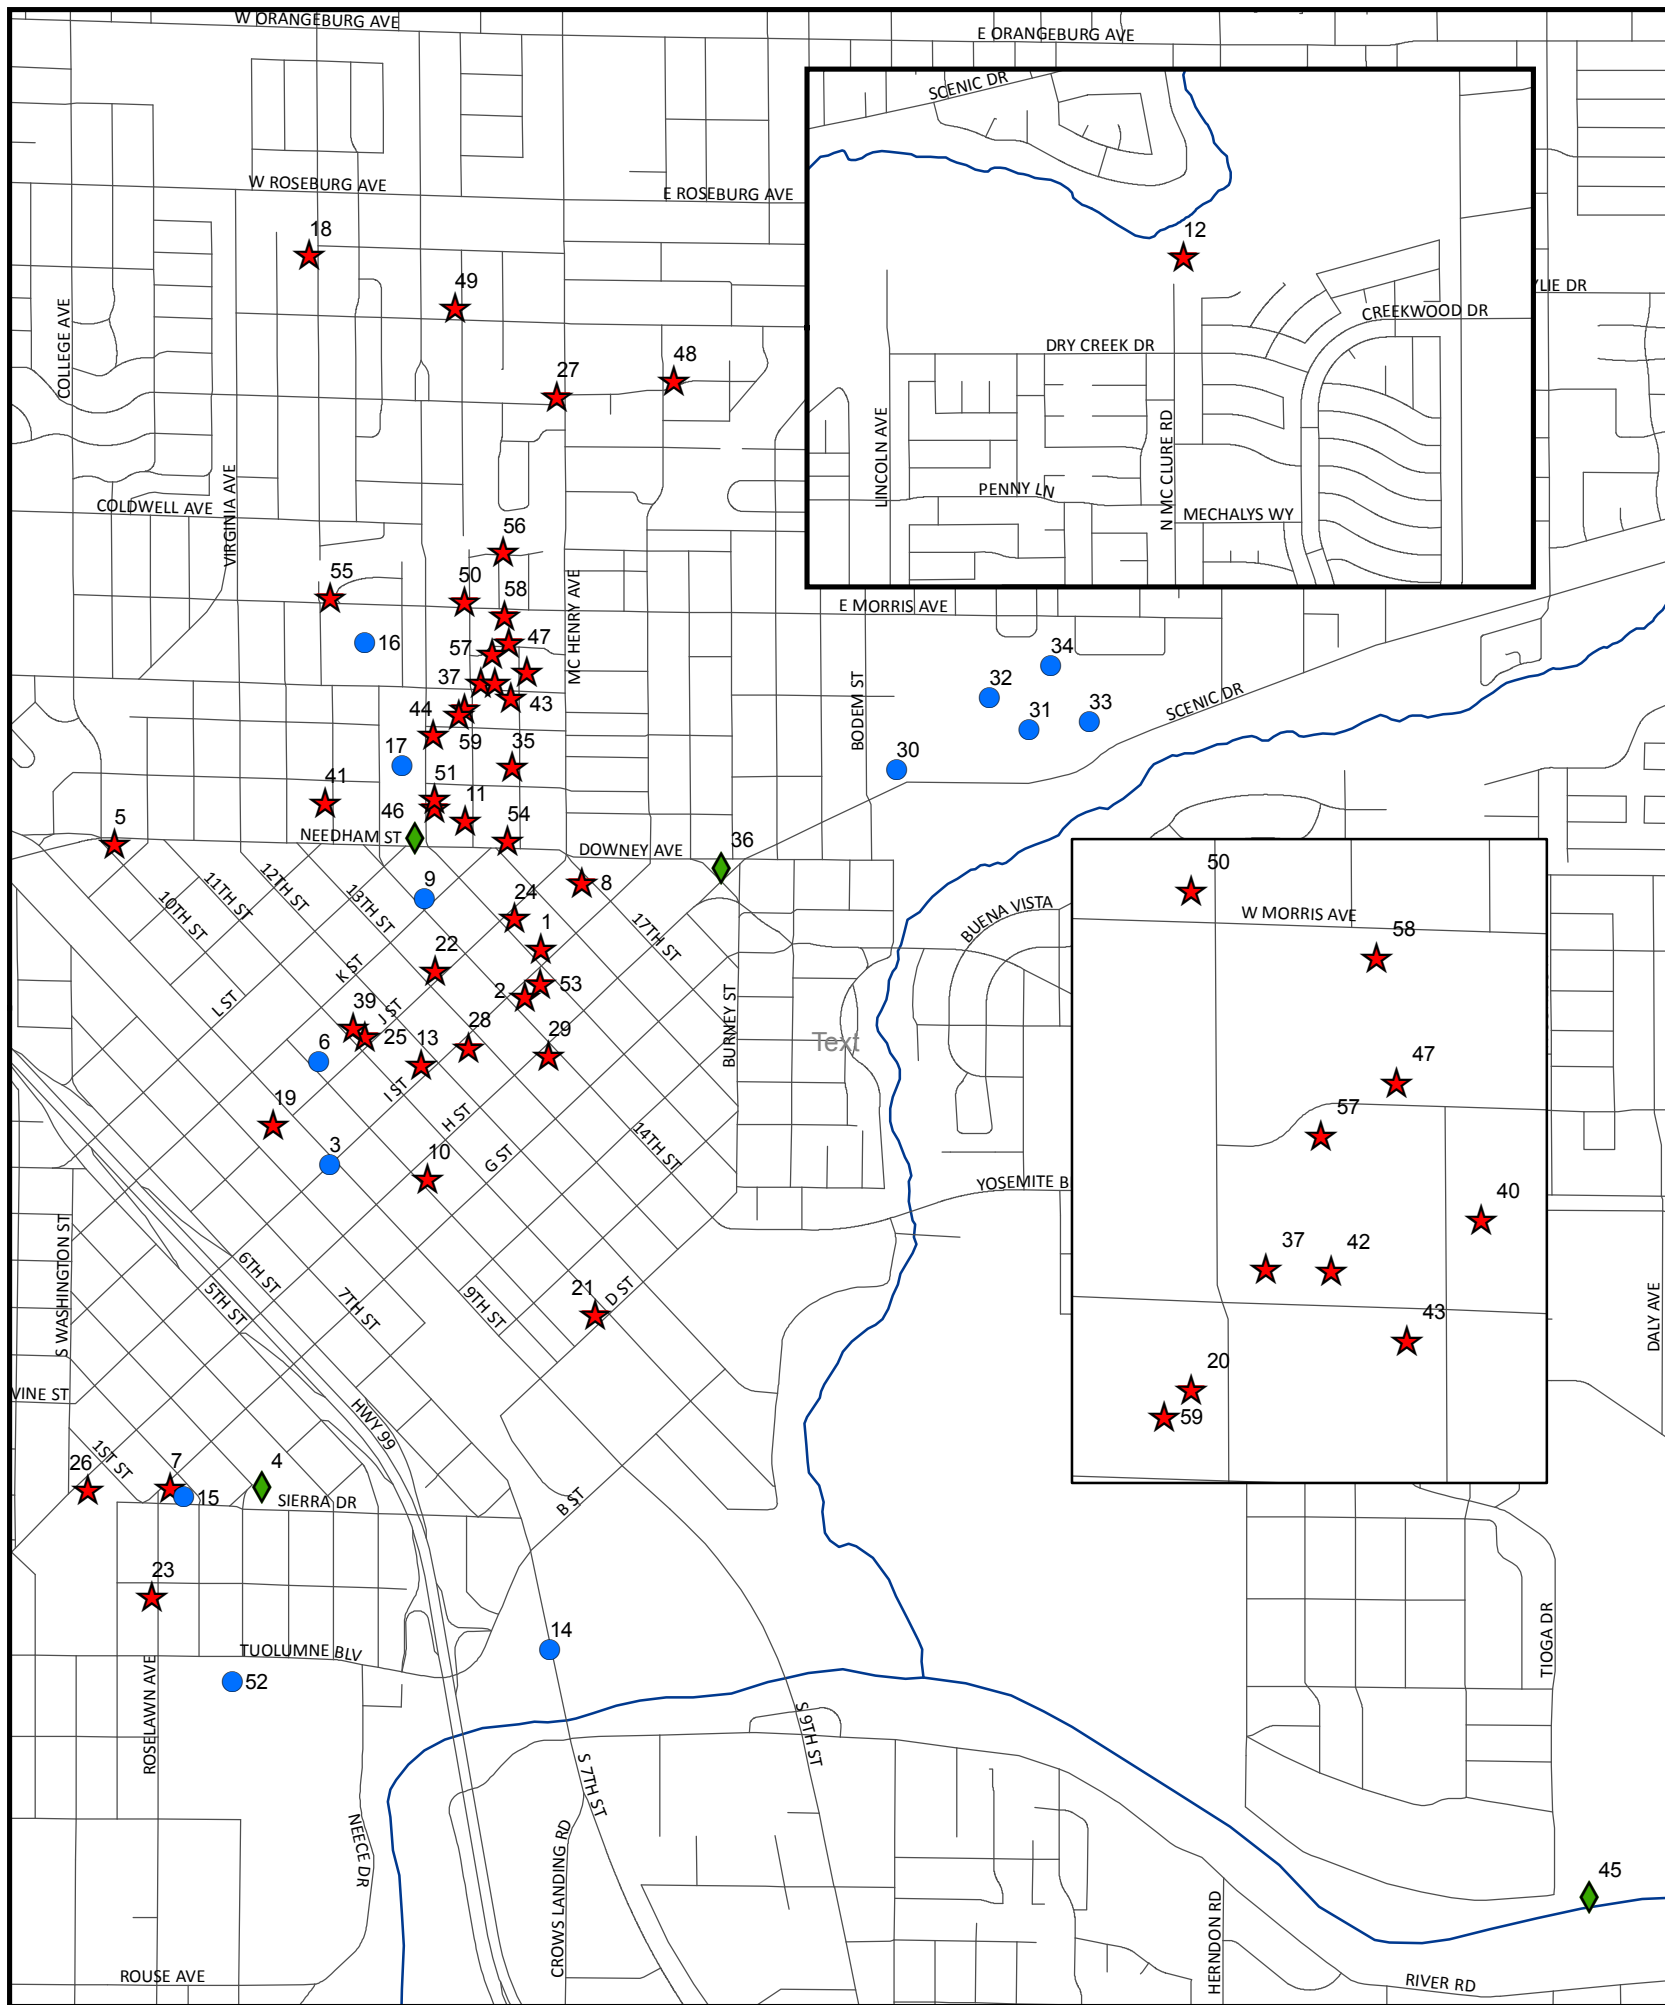 W ORANGEBURG AVE
E ORANGEBURG AVE
SCENIC DR
W ROSEBURG AVE
E ROSEBURG AVE
18
12
49
YLIE DR
CREEKWOOD DR
COLLEGE AVE
DRY CREEK DR
48
27
LINCOLN AVE
N MC CLURE RD
PENNY LN
MECHALYS WY
COLDWELL AVE
VIRGINIA AVE
56
55
50
58
MC HENRY AVE
E MORRIS AVE
16
57
47
34
37
32
SCENIC DR
43
31
33
44
59
BODEM ST
17
35
30
41
51
11
5
46
54
NEEDHAM ST
DOWNEY AVE
36
50
W MORRIS AVE
58
8
9
24
10TH ST
11TH ST
12TH ST
13TH ST
17TH ST
1
BUENA VISTA
K ST
22
L ST
2
53
39
J ST
25
13
28
29
6
BURNEY ST
Text
47
57
I ST
H ST
19
3
10
G ST
14TH ST
YOSEMITE B
40
37
42
43
S WASHINGTON ST
6TH ST
5TH ST
7TH ST
9TH ST
21
D ST
DALY AVE
20
59
VINE ST
HWY 99
1ST ST
26
7
15
4
SIERRA DR
B ST
23
14
TUOLUMNE BLV
52
ROSELAWN AVE
TIOGA DR
S 9TH ST
S 7TH ST
NEECE DR
CROWS LANDING RD
45
HERNDON RD
ROUSE AVE
RIVER RD